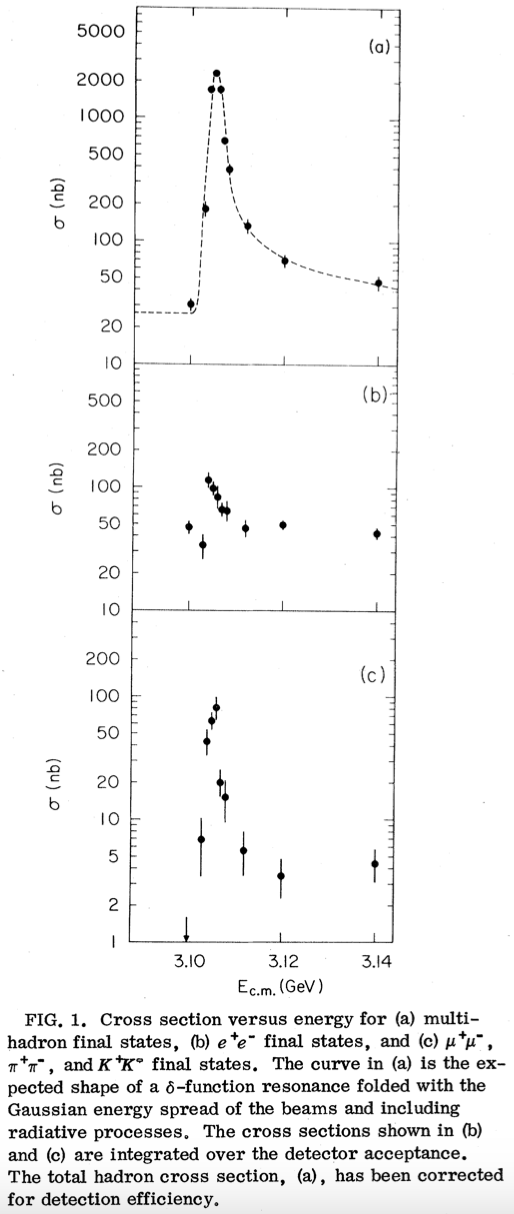 (a)
5000
2000
1000
500
200
100
50
20
10
σ (nb)
(b)
500
200
100
50
20
10
σ (nb)
(c)
200
100
50
20
10
5
2
1
σ (nb)
3.10 3.12 3.14
E c.m. (GeV)
FIG. 1. Cross section versus energy for (a) multi-
hadron final states, (b) e⁺e⁻ final states, and (c) μ⁺μ⁻,
π⁺π⁻, and K⁺K⁻ final states. The curve in (a) is the ex-
pected shape of a δ-function resonance folded with the
Gaussian energy spread of the beams and including
radiative processes. The cross sections shown in (b)
and (c) are integrated over the detector acceptance.
The total hadron cross section, (a), has been corrected
for detection efficiency.